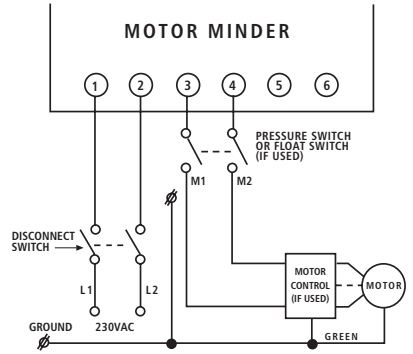 MOTOR MINDER
1 2 3 4 5 6
PRESSURE SWITCH
OR FLOAT SWITCH
(IF USED)
M1 M2
DISCONNECT
SWITCH
L1 L2
MOTOR
CONTROL
(IF USED)
MOTOR
GROUND 230VAC
GREEN